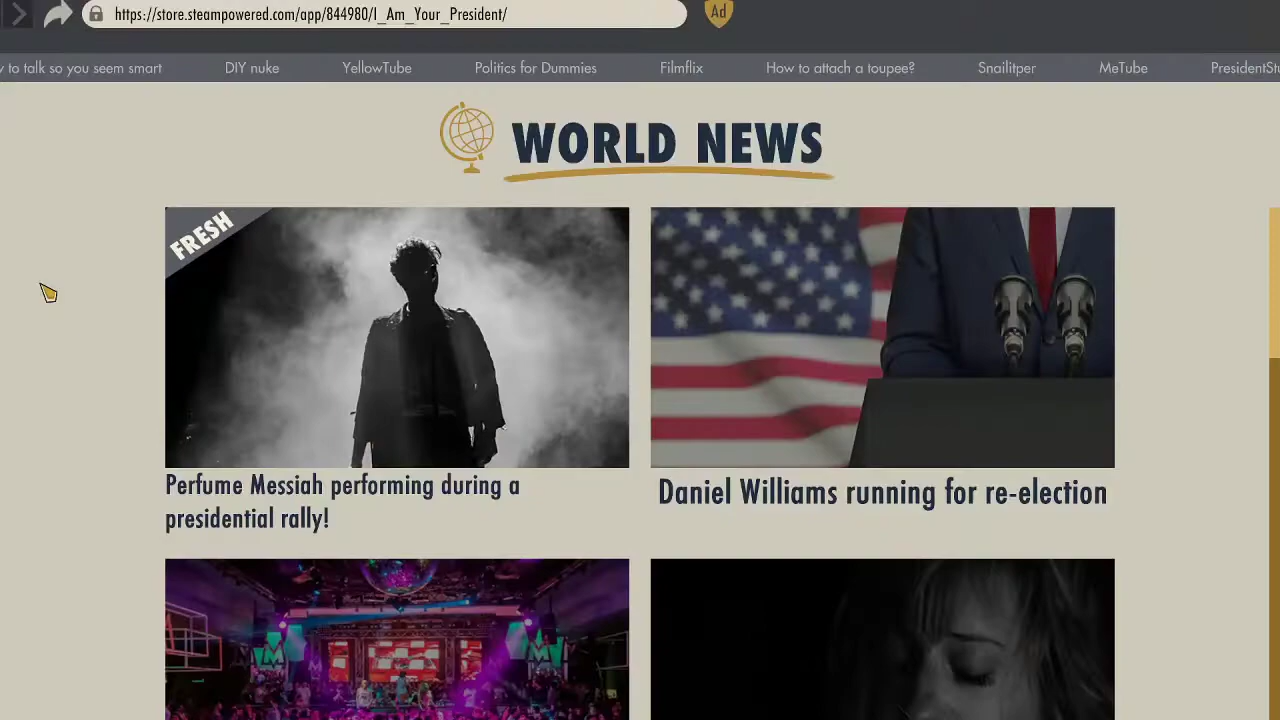 https://store.steampowered.com/app/844980/I_Am_Your_President/
Ad
to talk so you seem smart
DIY nuke
YellowTube
Politics for Dummies
Filmflix
How to attach a toupee?
Snailitper
MeTube
WORLD NEWS
FRESH
Perfume Messiah performing during a
presidential rally!
Daniel Williams running for re-election